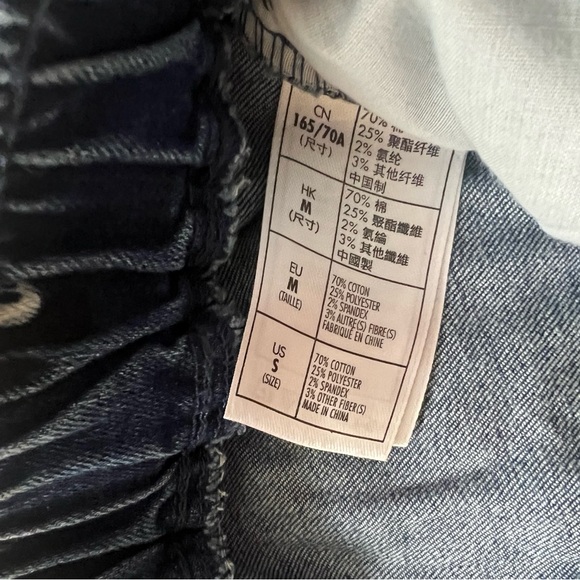 CN
165/70A
(尺寸)
70% 棉
25% 聚酯纤维
2% 氨纶
3% 其他纤维
中国制
HK
M
(尺寸)
70% 棉
25% 聚酯纖維
2% 氨綸
3% 其他纖維
中國製
EU
M
(TAILLE)
70% COTON
25% POLYESTER
2% SPANDEX
3% AUTRE(S) FIBRE(S)
FABRIQUÉ EN CHINE
US
S
(SIZE)
70% COTTON
25% POLYESTER
2% SPANDEX
3% OTHER FIBER(S)
MADE IN CHINA